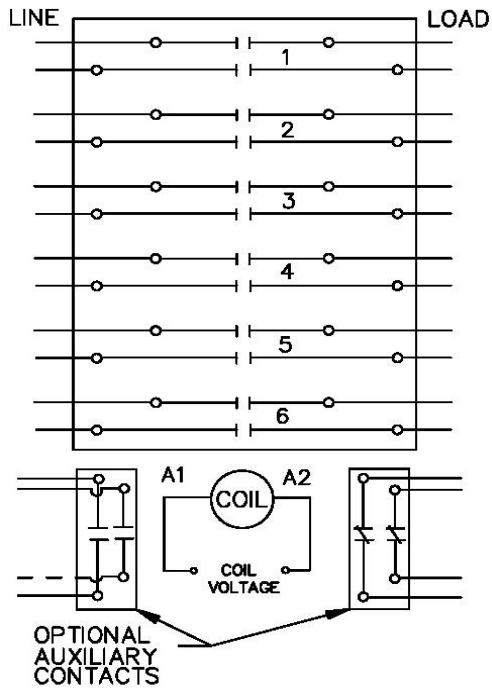 LINE LOAD
1
2
3
4
5
6
A1 COIL A2
COIL
VOLTAGE
OPTIONAL
AUXILIARY
CONTACTS